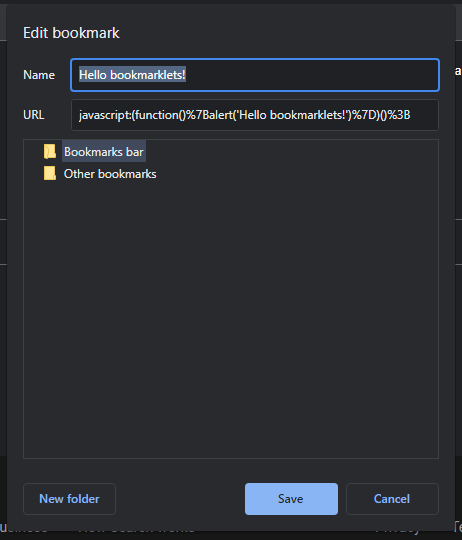 Edit bookmark
a
Name Hello bookmarklets!
URL javascript:(function()%7Balert('Hello bookmarklets!')%7D)()%3B
Bookmarks bar
Other bookmarks
New folder Save Cancel